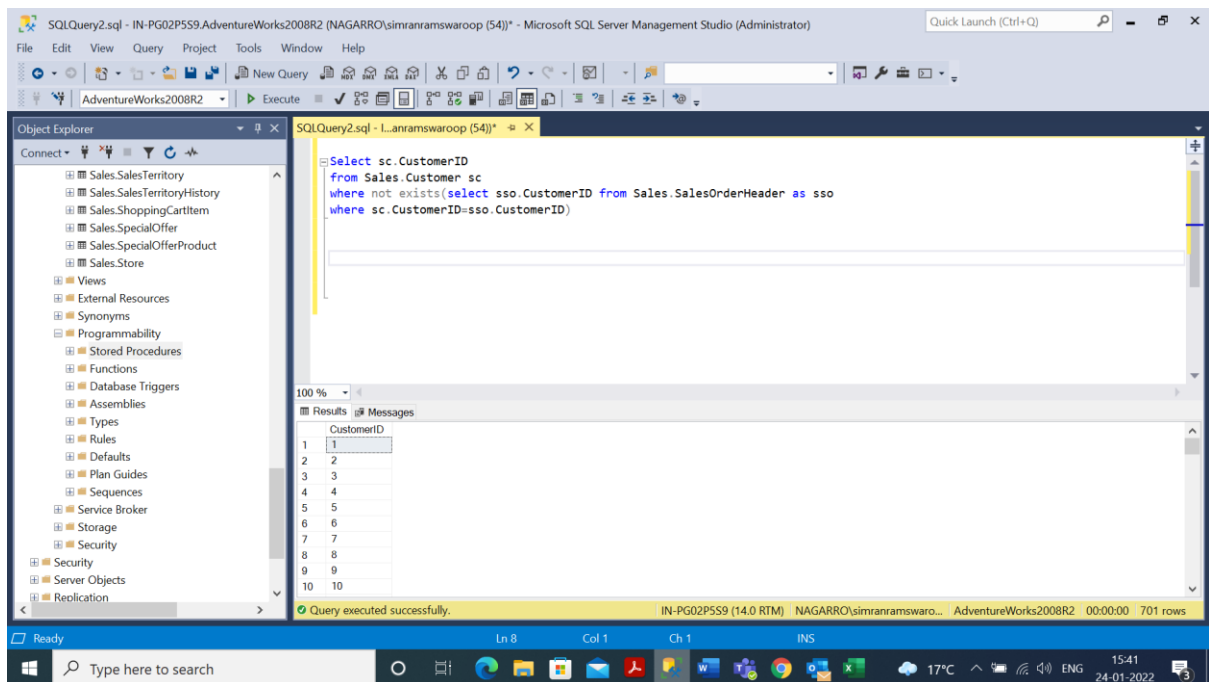 SQLQuery2.sql - IN-PG02P5S9.AdventureWorks2008R2 (NAGARRO\simranramswaroop (54))* - Microsoft SQL Server Management Studio (Administrator)
Quick Launch (Ctrl+Q)
File Edit View Query Project Tools Window Help
New Query
AdventureWorks2008R2
Execute
Object Explorer
Connect
Sales.SalesTerritory
Sales.SalesTerritoryHistory
Sales.ShoppingCartItem
Sales.SpecialOffer
Sales.SpecialOfferProduct
Sales.Store
Views
External Resources
Synonyms
Programmability
Stored Procedures
Functions
Database Triggers
Assemblies
Types
Rules
Defaults
Plan Guides
Sequences
Service Broker
Storage
Security
Security
Server Objects
Replication
SQLQuery2.sql - I...anramswaroop (54))*
Select sc.CustomerID
from Sales.Customer sc
where not exists(select sso.CustomerID from Sales.SalesOrderHeader as sso
where sc.CustomerID=sso.CustomerID)
100 %
Results Messages
CustomerID
1 1
2 2
3 3
4 4
5 5
6 6
7 7
8 8
9 9
10 10
Query executed successfully. IN-PG02P5S9 (14.0 RTM) NAGARRO\simranramswaro... AdventureWorks2008R2 00:00:00 701 rows
Ready Ln 8 Col 1 Ch 1 INS
Type here to search
17°C ENG 15:41
24-01-2022
3